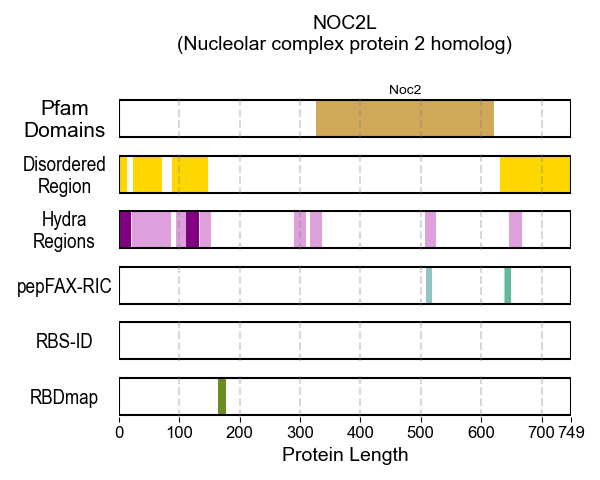 NOC2L
(Nucleolar complex protein 2 homolog)
Noc2
Pfam
Domains
Disordered
Region
Hydra
Regions
pepFAX-RIC
RBS-ID
RBDmap
0 100 200 300 400 500 600 700 749
Protein Length